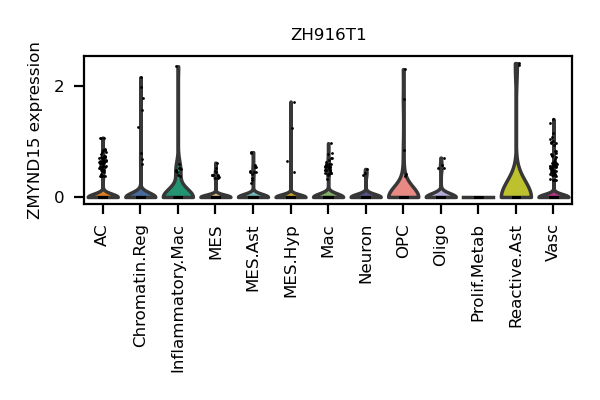 ZH916T1
ZMYND15 expression
2
0
AC
Chromatin.Reg
Inflammatory.Mac
MES
MES.Ast
MES.Hyp
Mac
Neuron
OPC
Oligo
Prolif.Metab
Reactive.Ast
Vasc